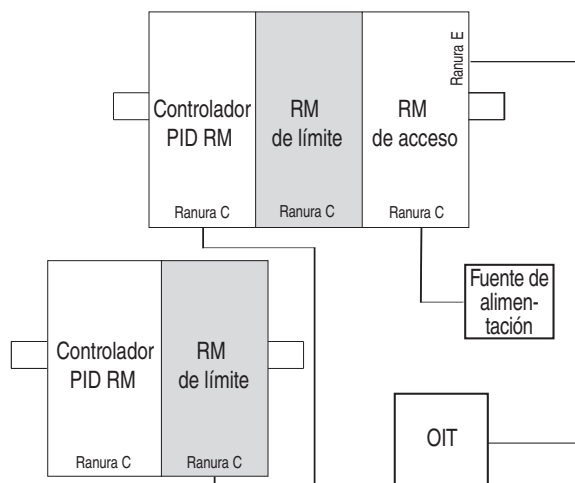 Controlador
PID RM
Ranura C
RM
de límite
Ranura C
Ranura E
RM
de acceso
Ranura C
Fuente de
alimen-
tación
Controlador
PID RM
Ranura C
RM
de límite
Ranura C
OIT